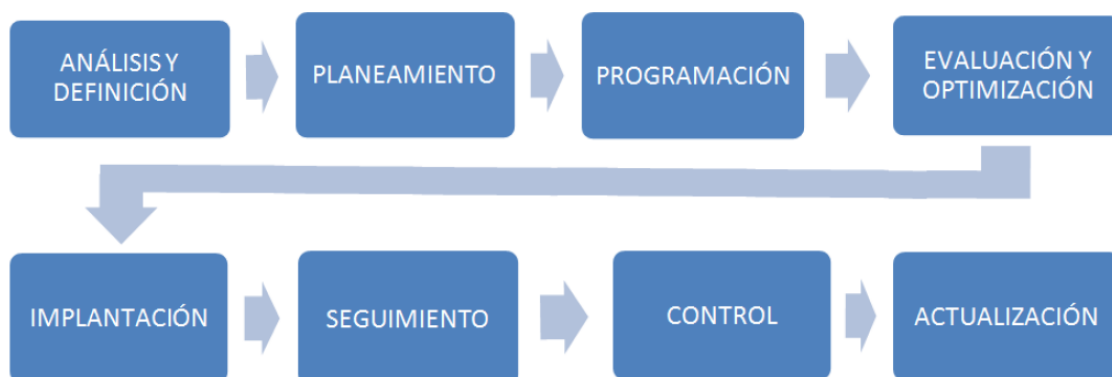 ANÁLISIS Y
DEFINICIÓN
PLANEAMIENTO
PROGRAMACIÓN
EVALUACIÓN Y
OPTIMIZACIÓN
IMPLANTACIÓN
SEGUIMIENTO
CONTROL
ACTUALIZACIÓN